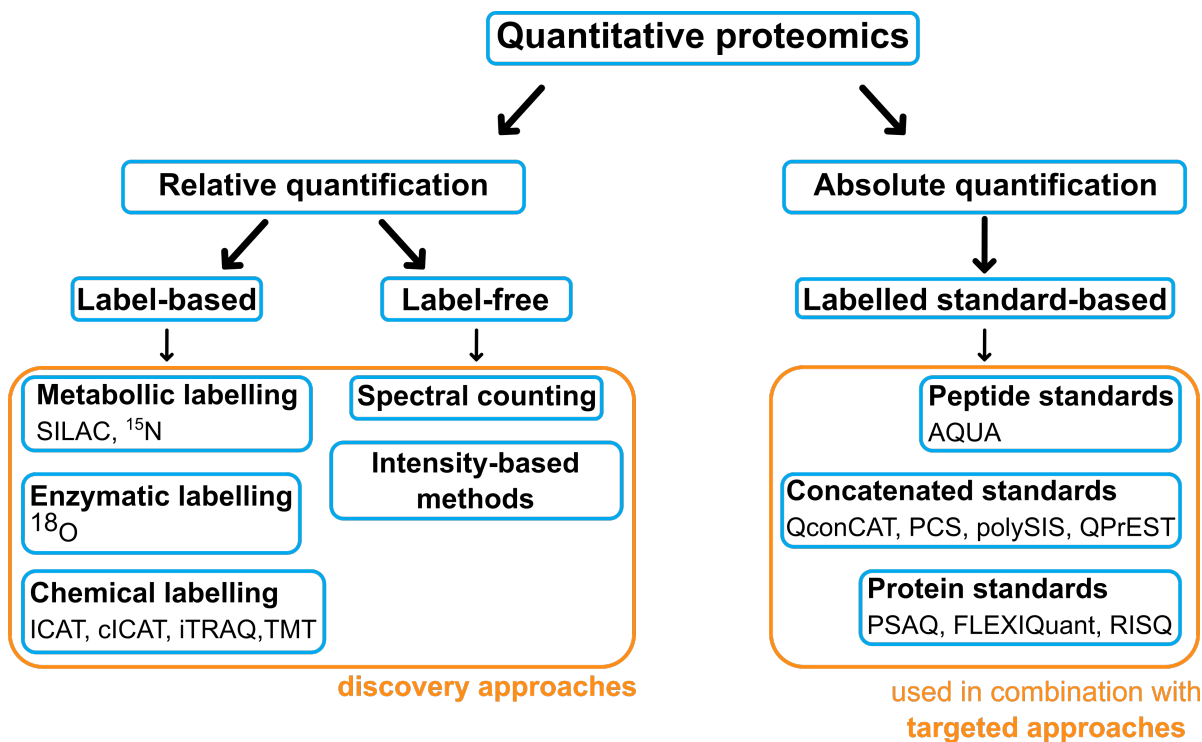 Quantitative proteomics
Relative quantification
Absolute quantification
Label-based
Label-free
Labelled standard-based
Metabollic labelling
SILAC, ¹⁵N
Enzymatic labelling
¹⁸O
Chemical labelling
ICAT, cICAT, iTRAQ,TMT
Spectral counting
Intensity-based
methods
discovery approaches
Peptide standards
AQUA
Concatenated standards
QconCAT, PCS, polySIS, QPrEST
Protein standards
PSAQ, FLEXIQuant, RISQ
used in combination with
targeted approaches